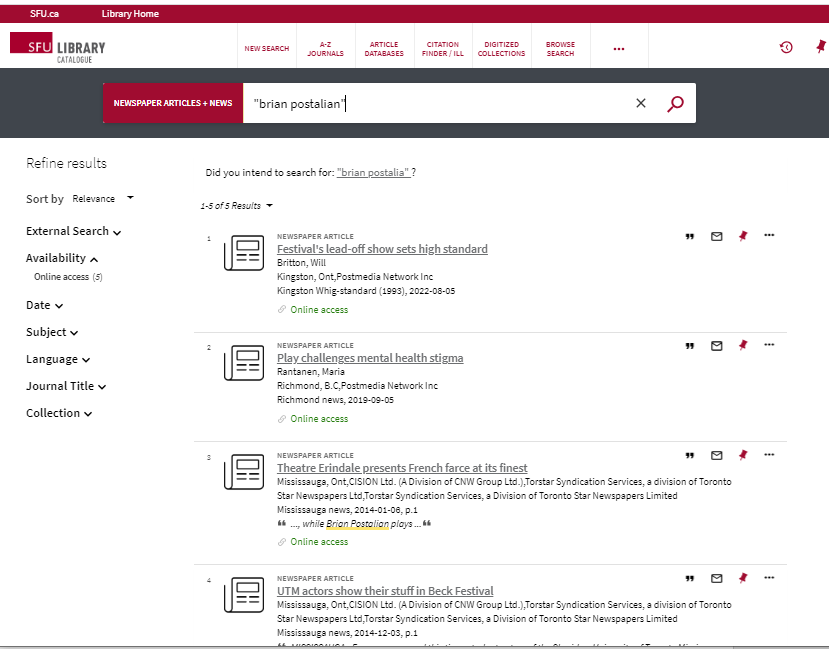 SFU.ca Library Home
SFU LIBRARY
CATALOGUE
NEW SEARCH
A-Z
JOURNALS
ARTICLE
DATABASES
CITATION
FINDER / ILL
DIGITIZED
COLLECTIONS
BROWSE
SEARCH
•••
NEWSPAPER ARTICLES + NEWS
"brian postalian"
Refine results
Sort by Relevance
External Search
Availability
Online access (5)
Date
Subject
Language
Journal Title
Collection
Did you intend to search for: "brian postalia" ?
1-5 of 5 Results
1
NEWSPAPER ARTICLE
Festival's lead-off show sets high standard
Britton, Will
Kingston, Ont,Postmedia Network Inc
Kingston Whig-standard (1993), 2022-08-05
Online access
2
NEWSPAPER ARTICLE
Play challenges mental health stigma
Rantanen, Maria
Richmond, B.C,Postmedia Network Inc
Richmond news, 2019-09-05
Online access
3
NEWSPAPER ARTICLE
Theatre Erindale presents French farce at its finest
Mississauga, Ont,CISION Ltd. (A Division of CNW Group Ltd.),Torstar Syndication Services, a division of Toronto
Star Newspapers Ltd,Torstar Syndication Services, a Division of Toronto Star Newspapers Limited
Mississauga news, 2014-01-06, p.1
..., while Brian Postalian plays ...
Online access
4
NEWSPAPER ARTICLE
UTM actors show their stuff in Beck Festival
Mississauga, Ont,CISION Ltd. (A Division of CNW Group Ltd.),Torstar Syndication Services, a division of Toronto
Star Newspapers Ltd,Torstar Syndication Services, a Division of Toronto Star Newspapers Limited
Mississauga news, 2014-12-03, p.1